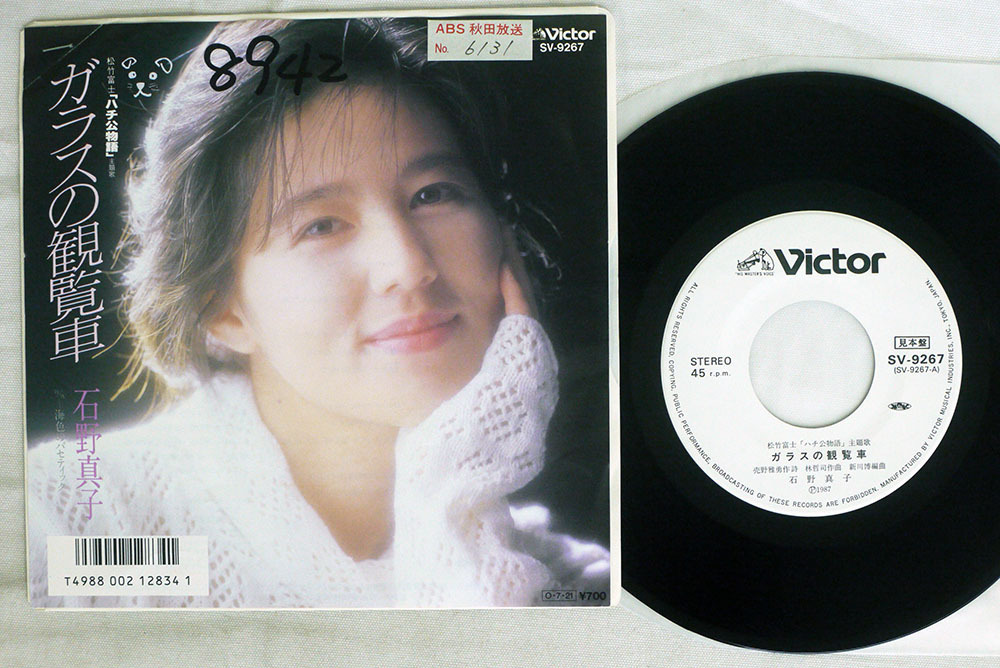 ABS 秋田放送
No. 6131
Victor
SV-9267
8942
松竹富士「ハチ公物語」主題歌
ガラスの観覧車
石野真子
海色のパセティック
T4988 002 12834 1
O-7-21 ¥700
"HIS MASTER'S VOICE"
Victor
STEREO
45 r.p.m.
見本盤
SV-9267
(SV-9267-A)
松竹富士「ハチ公物語」主題歌
ガラスの観覧車
売野雅勇作詩 林哲司作曲 新川博編曲
石野真子
Ⓟ1987
ALL RIGHTS RESERVED. COPYING, PUBLIC PERFORMANCE, BROADCASTING OF THESE RECORDS ARE FORBIDDEN. MANUFACTURED BY VICTOR MUSICAL INDUSTRIES, INC., TOKYO, JAPAN